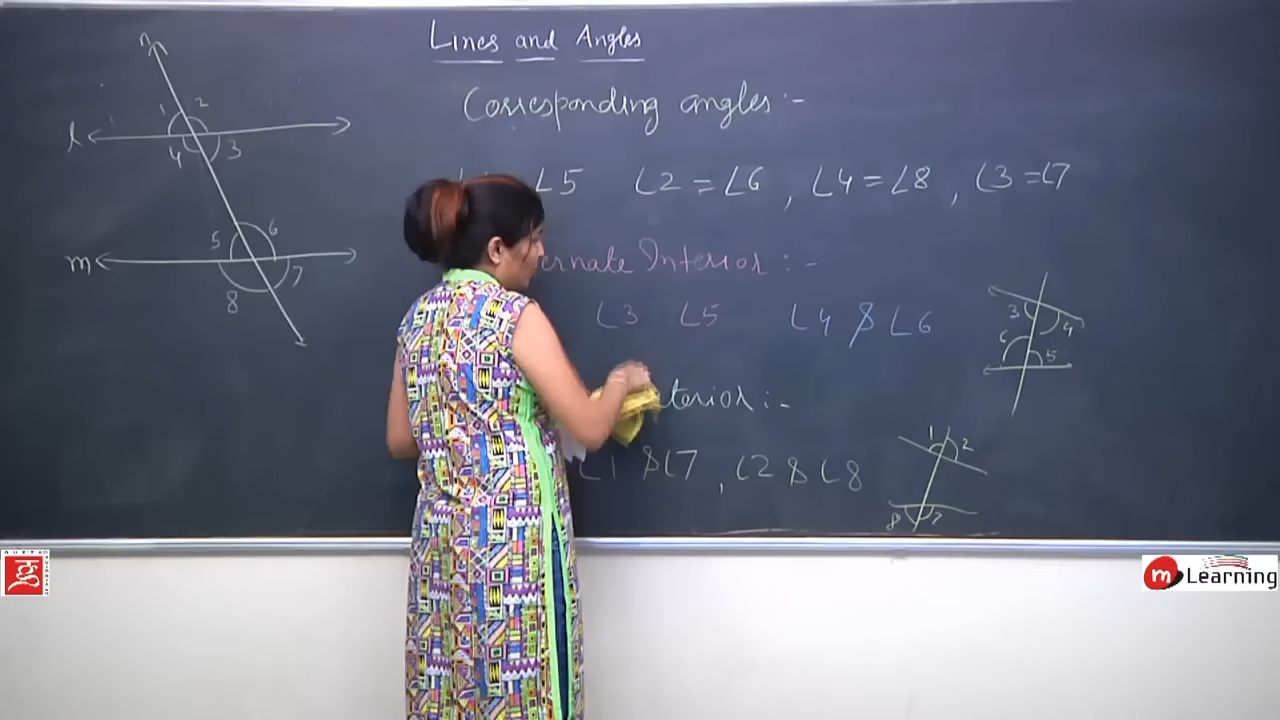 Lines and Angles
Corresponding angles :-
∠5 ∠2 = ∠6 , ∠4 = ∠8 , ∠3 = ∠7
ernate Interior :-
∠3 ∠5 ∠4 & ∠6
terior :-
∠1 & ∠7 , ∠2 & ∠8
n
1 2
l
4 3
5 6
m
8 7
3 4
6 5
1 2
8 7
m Learning